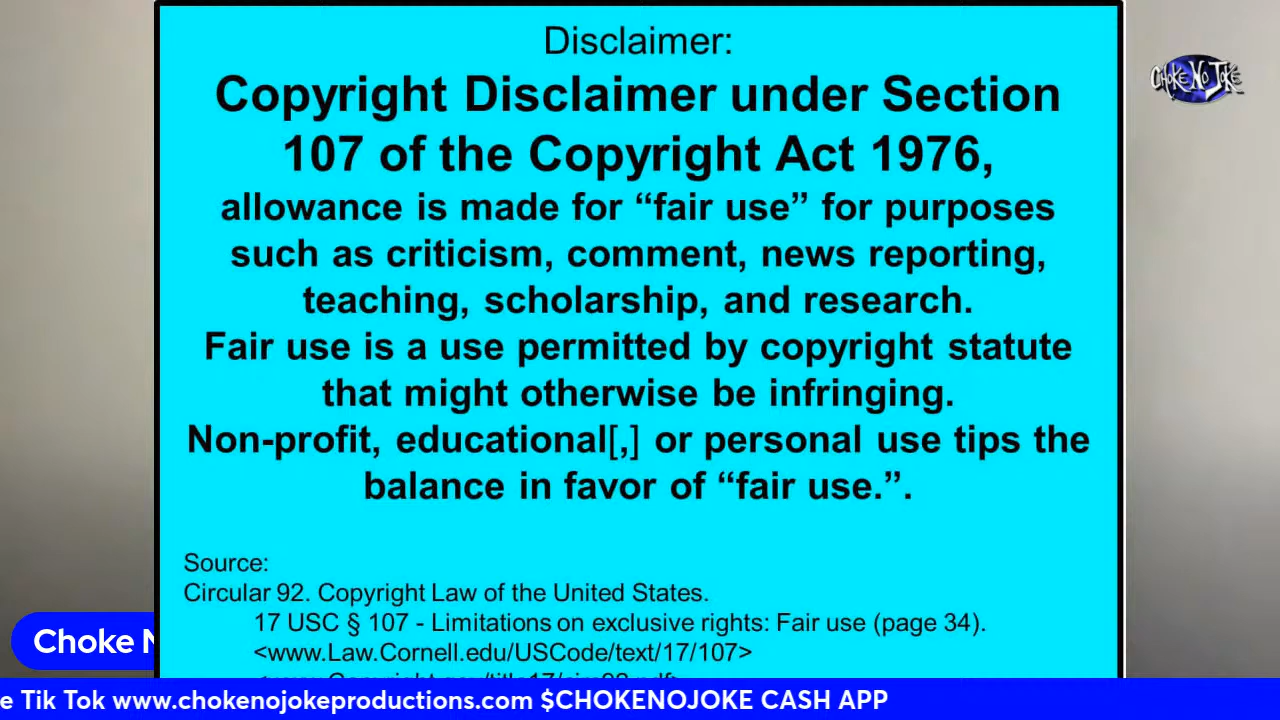 Disclaimer:
Copyright Disclaimer under Section
107 of the Copyright Act 1976,
allowance is made for “fair use” for purposes
such as criticism, comment, news reporting,
teaching, scholarship, and research.
Fair use is a use permitted by copyright statute
that might otherwise be infringing.
Non-profit, educational[,] or personal use tips the
balance in favor of “fair use.”.
CHOKE NO JOKE
Source:
Circular 92. Copyright Law of the United States.
17 USC § 107 - Limitations on exclusive rights: Fair use (page 34).
<www.Law.Cornell.edu/USCode/text/17/107>
Choke N
e Tik Tok www.chokenojokeproductions.com $CHOKENOJOKE CASH APP